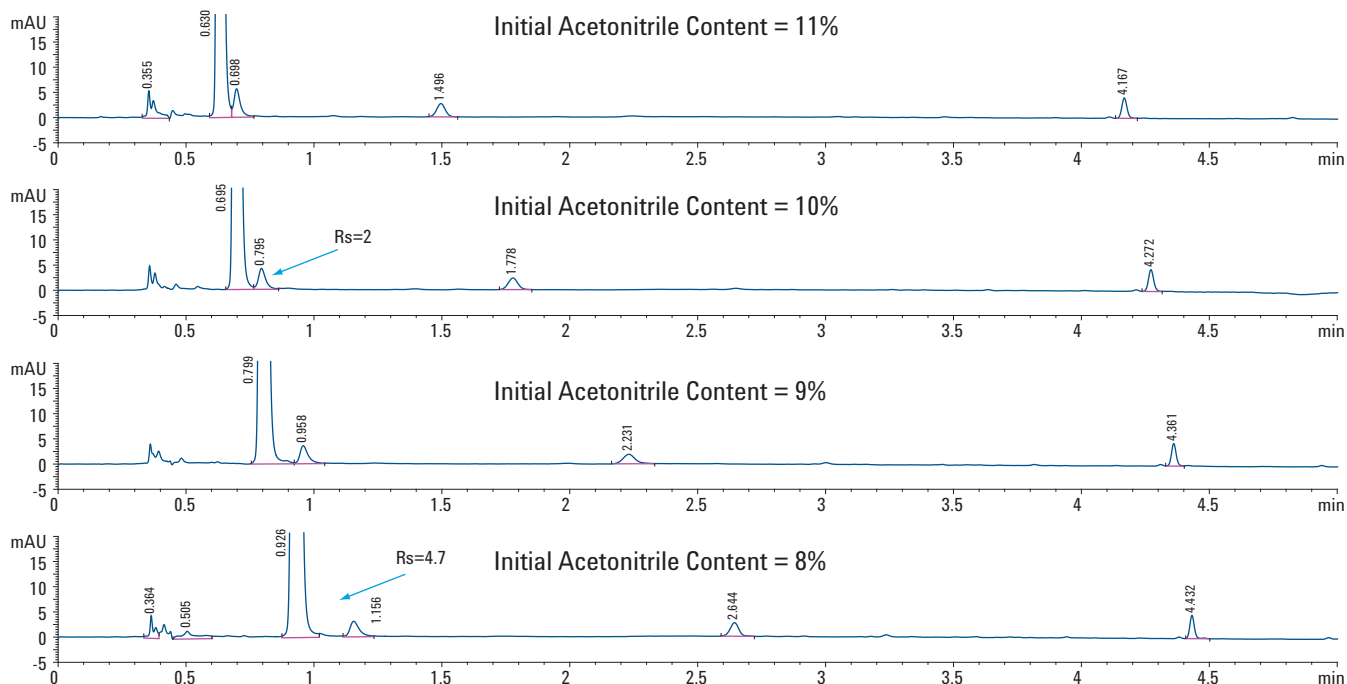 mAU
Initial Acetonitrile Content = 11%
15
10
5
0
-5
0.355
0.630
0.698
1.496
4.167
0 0.5 1 1.5 2 2.5 3 3.5 4 4.5 min
mAU
Initial Acetonitrile Content = 10%
15
10
5
0
-5
0.695
0.795
Rs=2
1.778
4.272
0 0.5 1 1.5 2 2.5 3 3.5 4 4.5 min
mAU
Initial Acetonitrile Content = 9%
15
10
5
0
-5
0.799
0.958
2.231
4.361
0 0.5 1 1.5 2 2.5 3 3.5 4 4.5 min
mAU
Initial Acetonitrile Content = 8%
15
10
5
0
-5
0.364
0.505
0.926
Rs=4.7
1.156
2.644
4.432
0 0.5 1 1.5 2 2.5 3 3.5 4 4.5 min